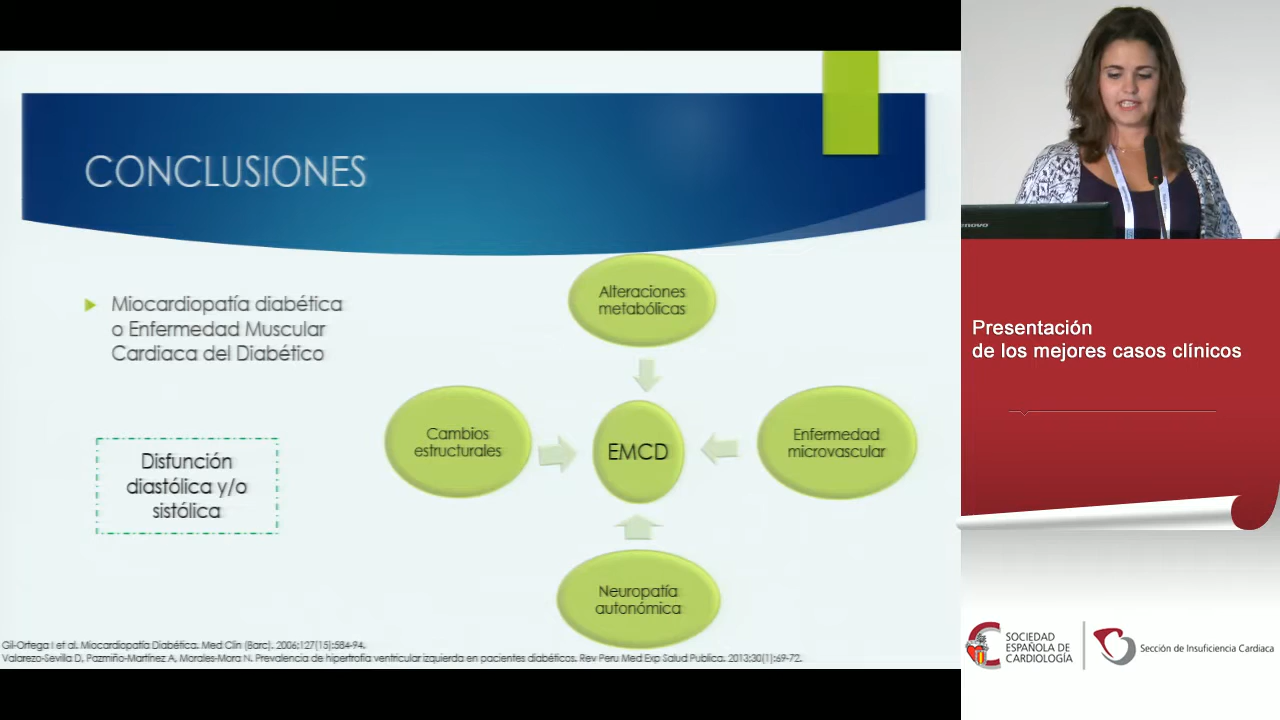 CONCLUSIONES
Miocardiopatía diabética
o Enfermedad Muscular
Cardiaca del Diabético
Disfunción
diastólica y/o
sistólica
Alteraciones
metabólicas
Cambios
estructurales
EMCD
Enfermedad
microvascular
Neuropatía
autonómica
Gil-Ortega I et al. Miocardiopatía Diabética. Med Clin (Barc). 2006;127(15):584-94.
Valarezo-Sevilla D, Pazmiño-Martínez A, Morales-Mora N. Prevalencia de hipertrofia ventricular izquierda en pacientes diabéticos. Rev Peru Med Exp Salud Publica. 2013;30(1):69-72.
Presentación
de los mejores casos clínicos
SOCIEDAD
ESPAÑOLA DE
CARDIOLOGÍA
Sección de Insuficiencia Cardiaca